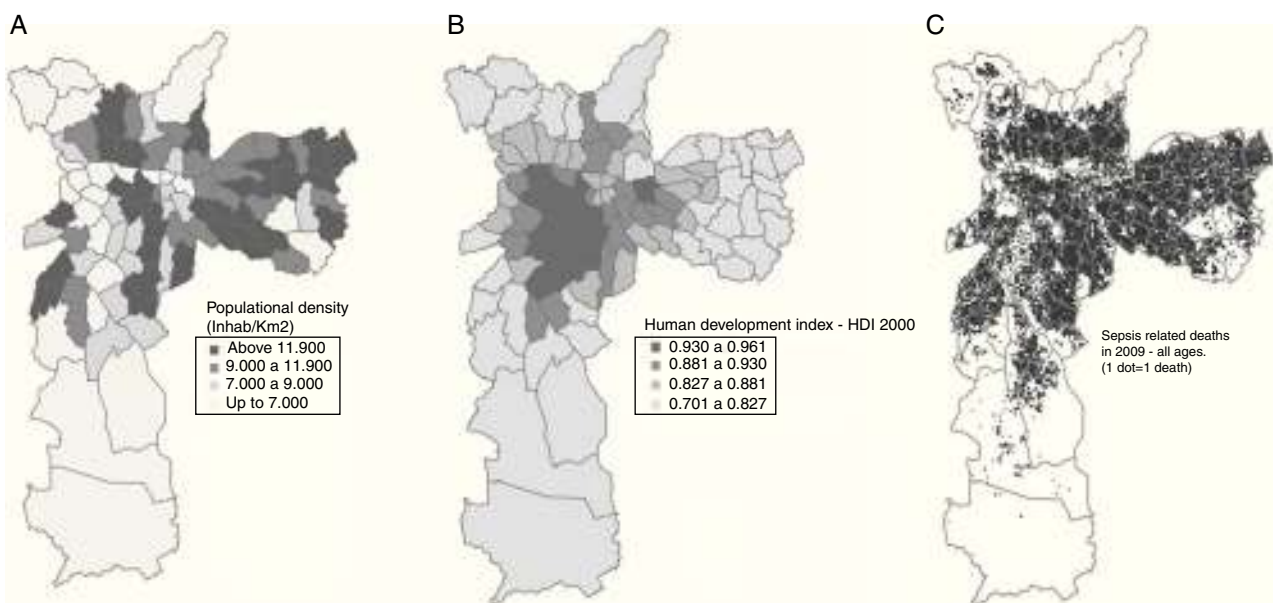 A
B
C
Populational density
(Inhab/Km2)
Above 11.900
9.000 a 11.900
7.000 a 9.000
Up to 7.000
Human development index - HDI 2000
0.930 a 0.961
0.881 a 0.930
0.827 a 0.881
0.701 a 0.827
Sepsis related deaths
in 2009 - all ages.
(1 dot=1 death)